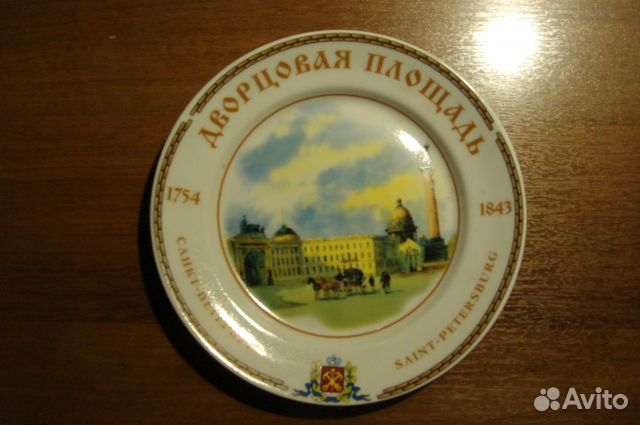 ДВОРЦОВАЯ ПЛОЩАДЬ
1754
1843
САНКТ-
SAINT-PETERSBURG
Avito